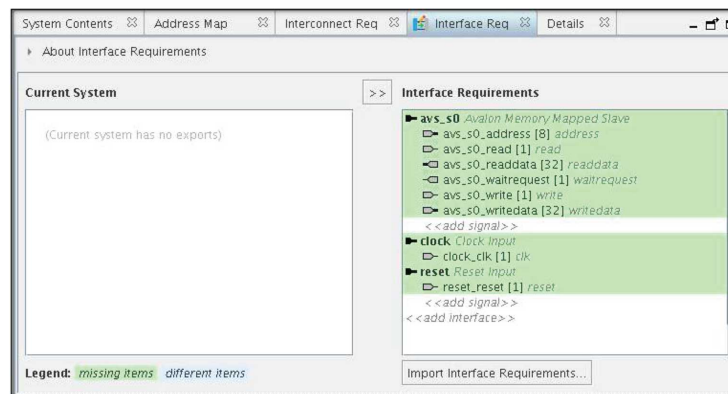 System Contents Address Map Interconnect Req Interface Req Details
About Interface Requirements
Current System >> Interface Requirements
(Current system has no exports)
avs_s0 Avalon Memory Mapped Slave
avs_s0_address [8] address
avs_s0_read [1] read
avs_s0_readdata [32] readdata
avs_s0_waitrequest [1] waitrequest
avs_s0_write [1] write
avs_s0_writedata [32] writedata
<<add signal>>
clock Clock Input
clock_clk [1] clk
reset Reset Input
reset_reset [1] reset
<<add signal>>
<<add interface>>
Legend: missing items different items
Import Interface Requirements...